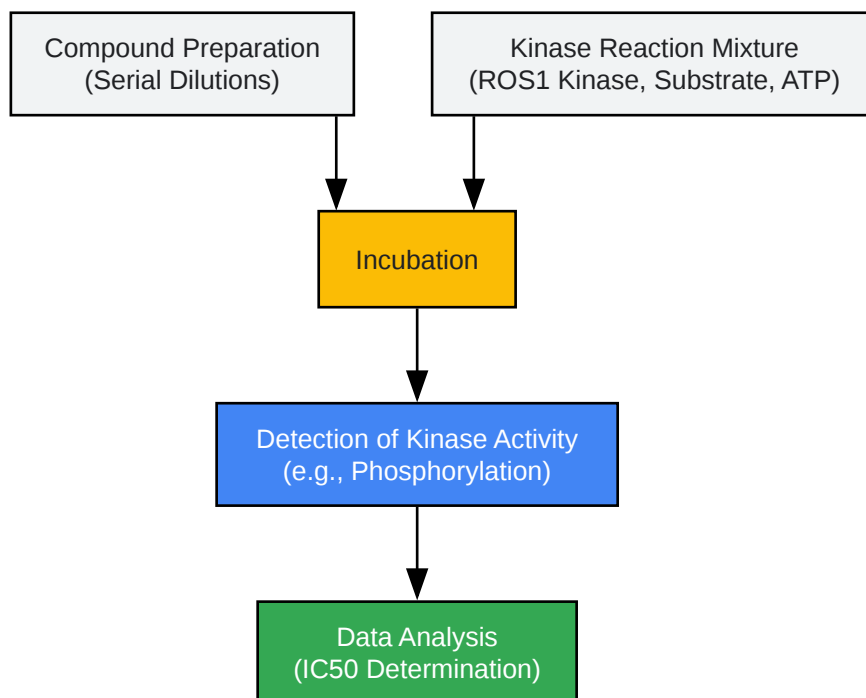 Compound Preparation
(Serial Dilutions)
Kinase Reaction Mixture
(ROS1 Kinase, Substrate, ATP)
Incubation
Detection of Kinase Activity
(e.g., Phosphorylation)
Data Analysis
(IC50 Determination)